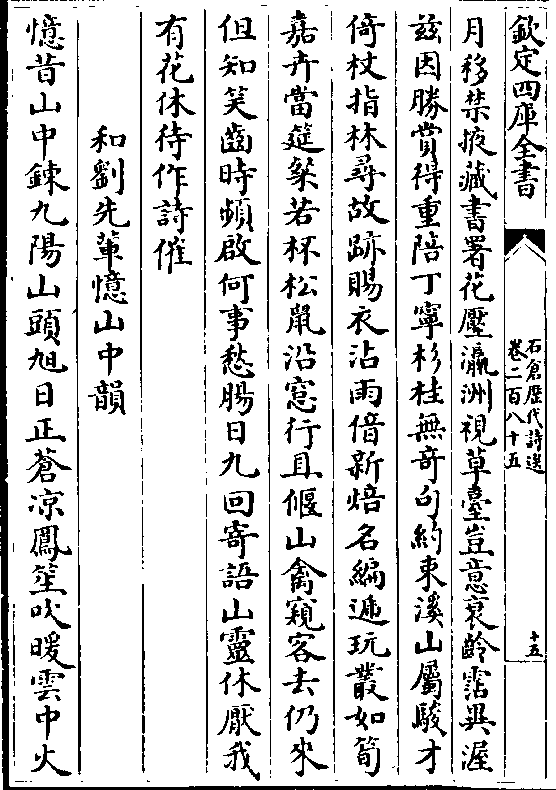 欽定四庫全書
石倉歷代詩選
卷二百八十五
十五
月移禁掖藏書署花壓瀛洲視草臺豈意衰齡霑異渥
兹因勝賞得重陪丁寧杉桂無奇句約束溪山屬駿才
倚杖指林尋故跡賜衣沾雨借新焙名編遞玩叢如筍
嘉卉當筵粲若杯松鼠沿窻行且偃山禽窺客去仍來
但知笑齒時頻啟何事愁腸日九回寄語山靈休厭我
有花休待作詩催
和劉先輩憶山中韻
憶昔山中鍊九陽山頭旭日正蒼凉鳳笙吹暖雲中火